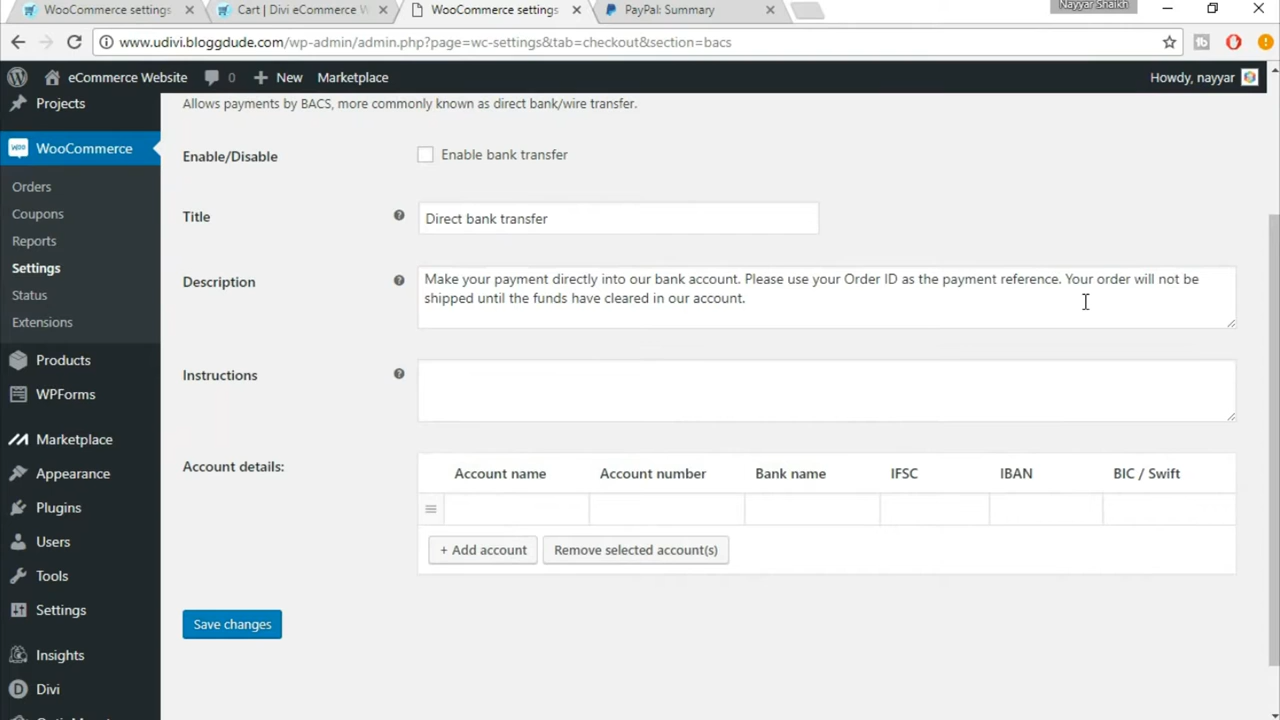 WooCommerce settings
Cart | Divi eCommerce W
WooCommerce settings
PayPal: Summary
Nayyar Shaikh
www.udivi.bloggdude.com/wp-admin/admin.php?page=wc-settings&tab=checkout&section=bacs
eCommerce Website
0
New
Marketplace
Howdy, nayyar
Projects
WooCommerce
Orders
Coupons
Reports
Settings
Status
Extensions
Products
WPForms
Marketplace
Appearance
Plugins
Users
Tools
Settings
Insights
Divi
Allows payments by BACS, more commonly known as direct bank/wire transfer.
Enable/Disable
Enable bank transfer
Title
Direct bank transfer
Description
Make your payment directly into our bank account. Please use your Order ID as the payment reference. Your order will not be
shipped until the funds have cleared in our account.
Instructions
Account details:
Account name Account number Bank name IFSC IBAN BIC / Swift
+ Add account
Remove selected account(s)
Save changes